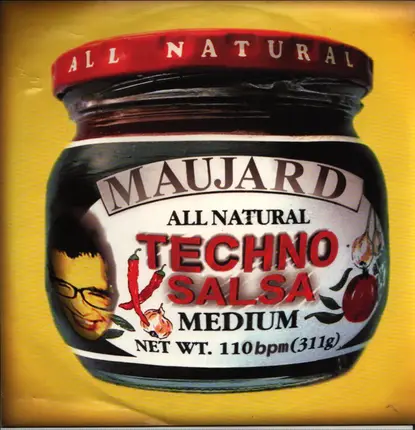 ALL NATURAL
MAUJARD
ALL NATURAL
TECHNO
SALSA
MEDIUM
NET WT. 110bpm (311g)